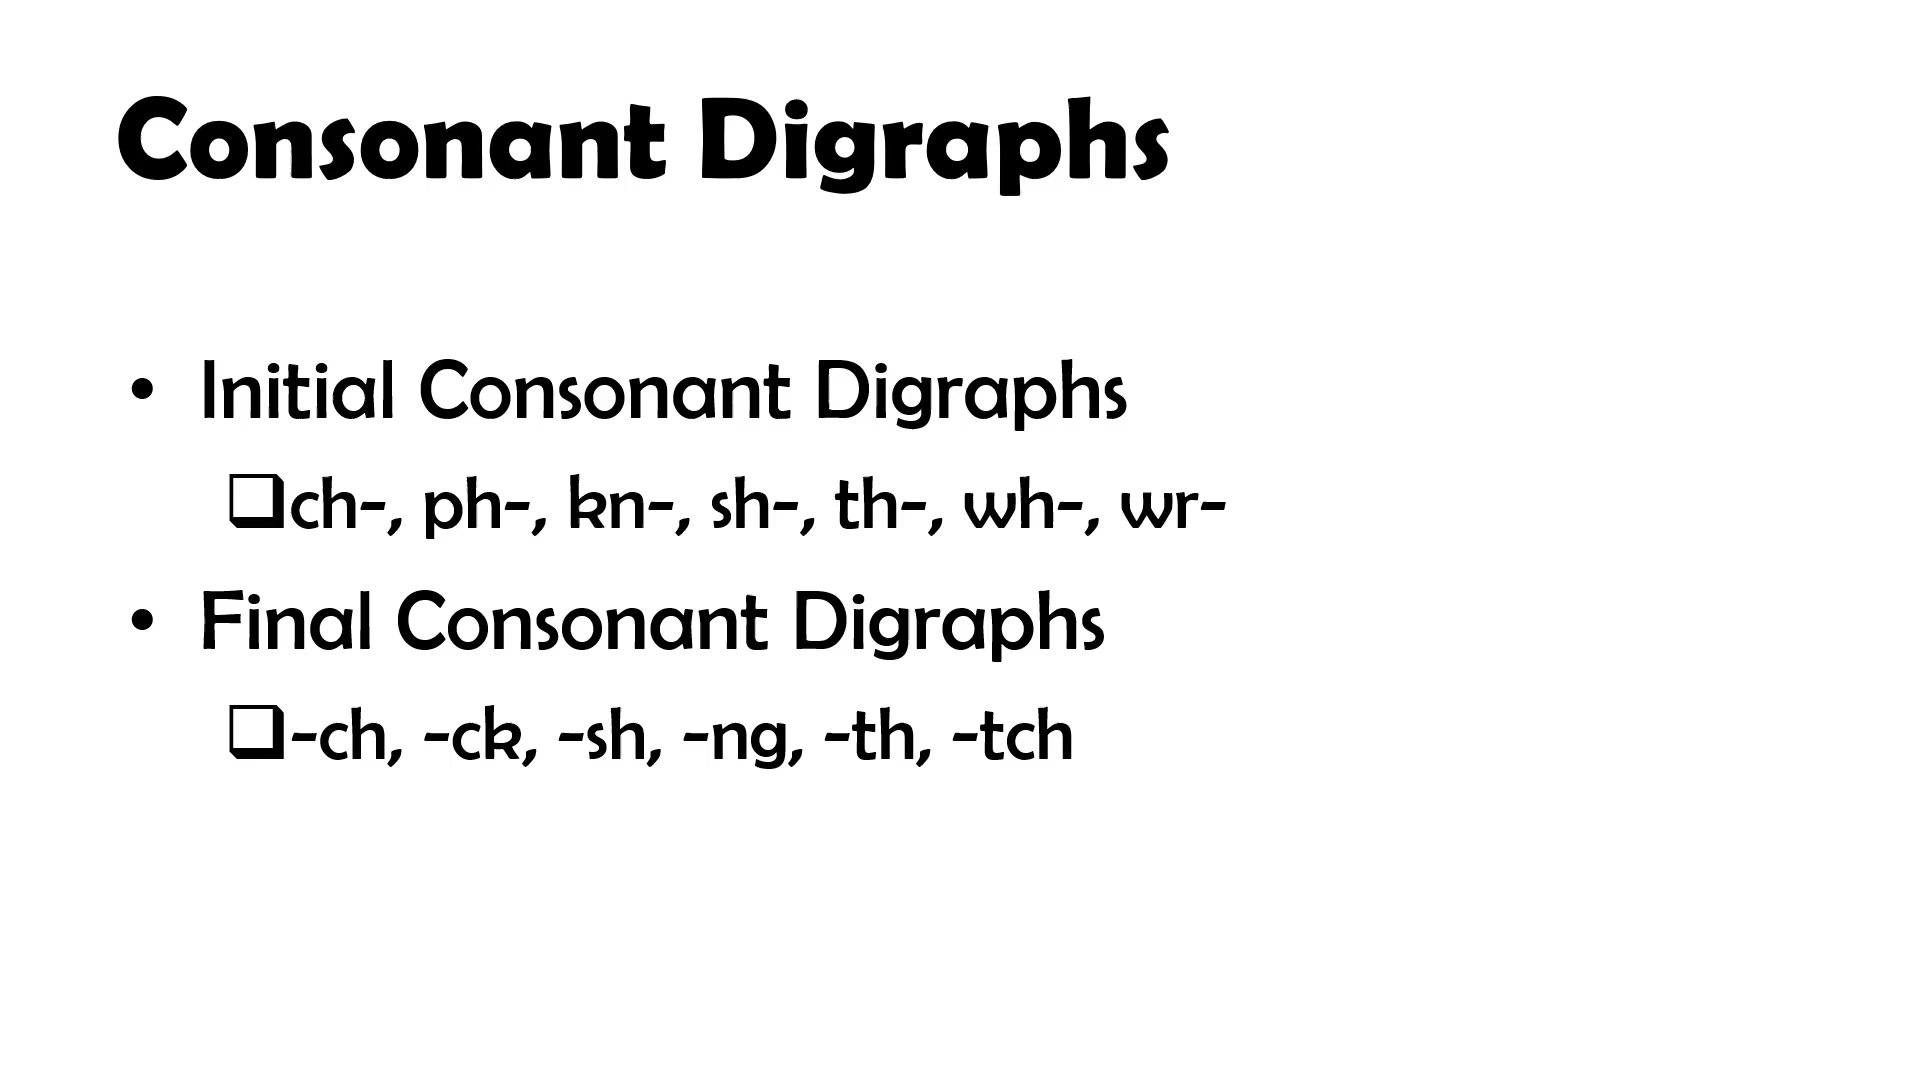 Consonant Digraphs
• Initial Consonant Digraphs
❑ch-, ph-, kn-, sh-, th-, wh-, wr-
• Final Consonant Digraphs
❑-ch, -ck, -sh, -ng, -th, -tch